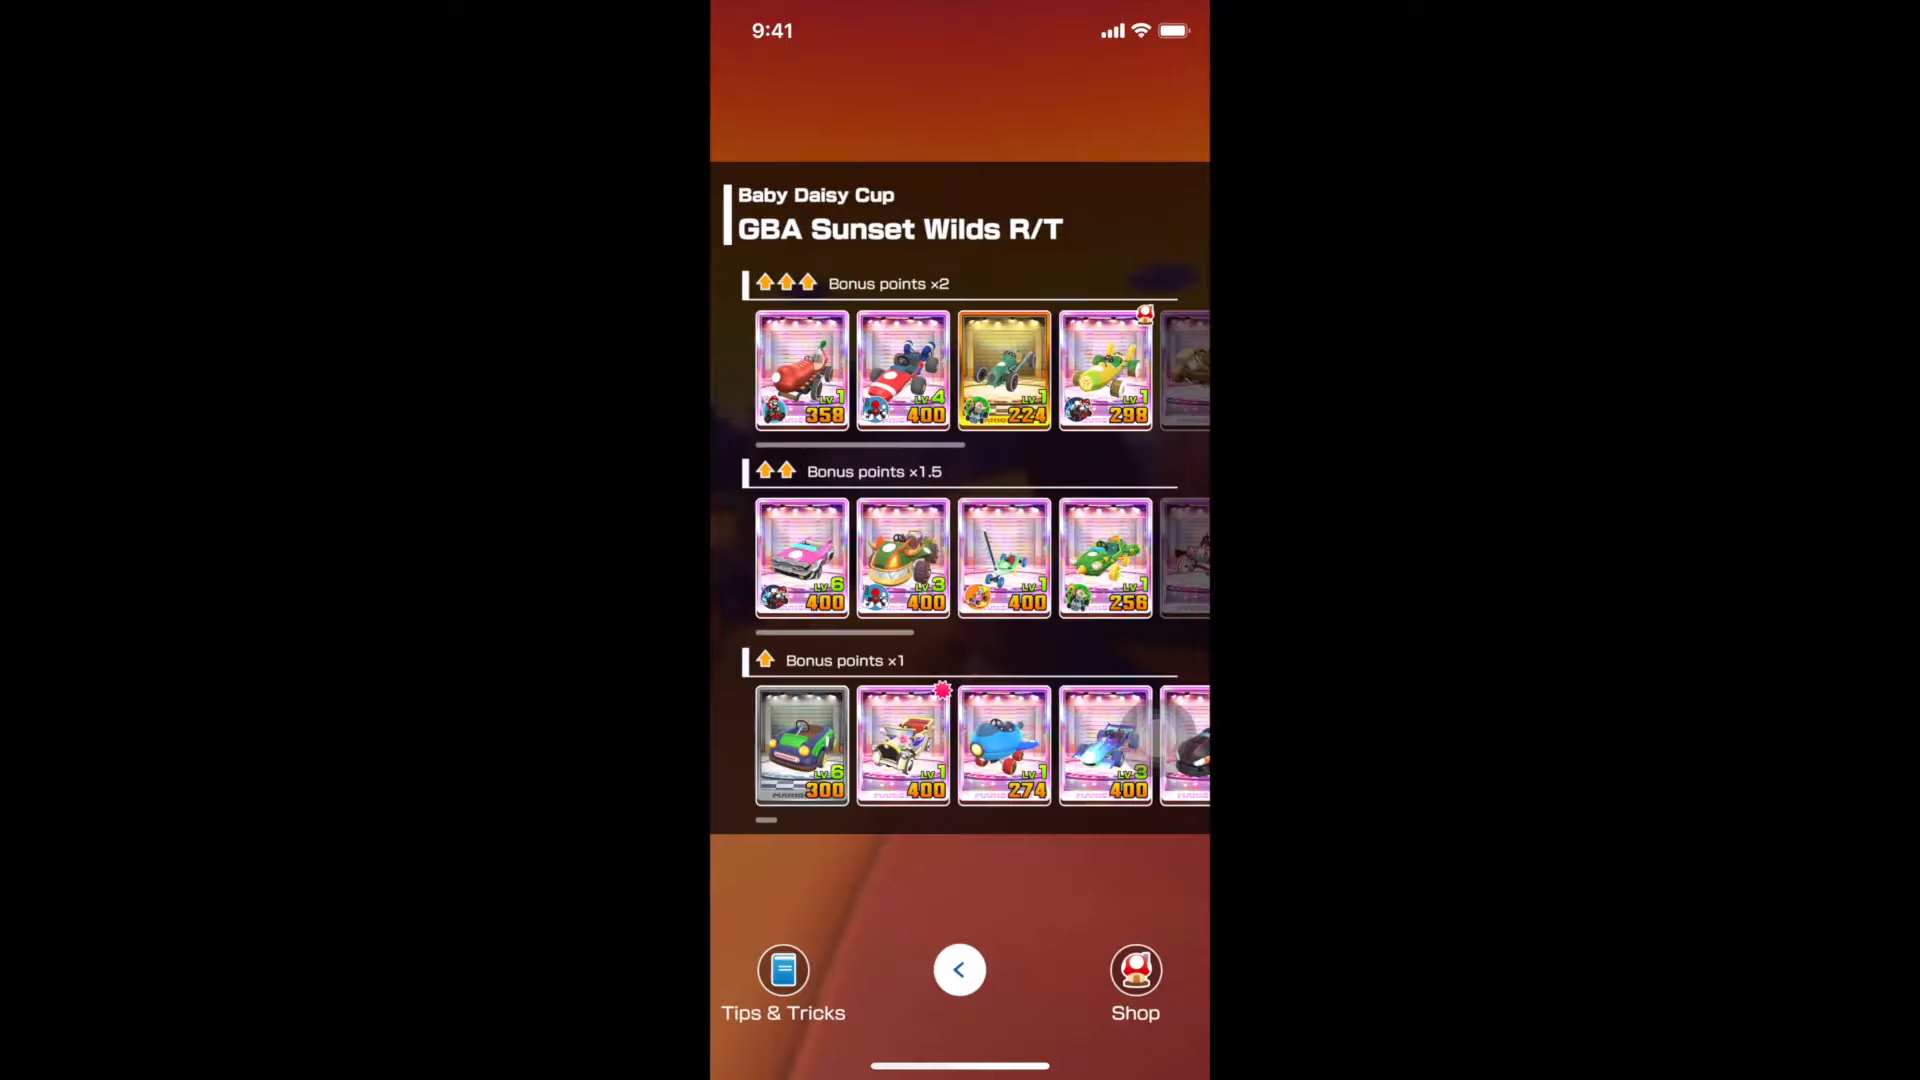 9:41
Baby Daisy Cup
GBA Sunset Wilds R/T
Bonus points ×2
LV.1 LV.4 LV.1 LV.1
358 400 224 298
Bonus points ×1.5
LV.6 LV.3 LV.1 LV.1
400 400 400 256
Bonus points ×1
LV.6 LV.1 LV.1 LV.3
300 400 274 400
Tips & Tricks
Shop